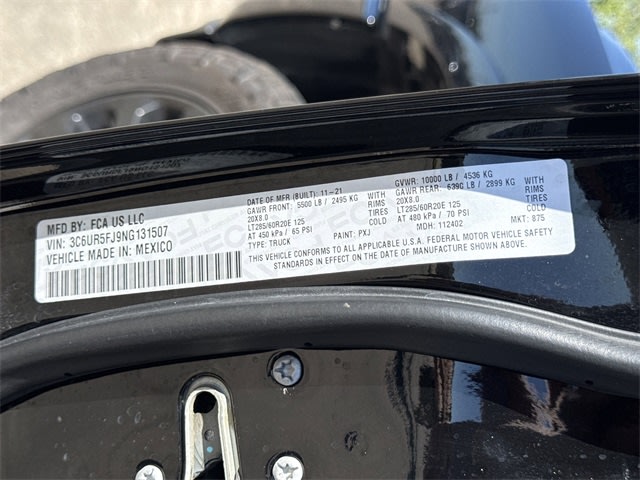 MFD BY: FCA US LLC
VIN: 3C6UR5FJ9NG131507
VEHICLE MADE IN: MEXICO
DATE OF MFR (BUILT): 11-21
GAWR FRONT: 5500 LB / 2495 KG WITH
20X8.0 RIMS
LT285/60R20E 125 TIRES
AT 450 kPa / 65 PSI COLD
TYPE: TRUCK PAINT: PXJ
GVWR: 10000 LB / 4536 KG
GAWR REAR: 6390 LB / 2899 KG WITH
20X8.0 RIMS
LT285/60R20E 125 TIRES
AT 480 kPa / 70 PSI COLD
MDH: 112402 MKT: 875
THIS VEHICLE CONFORMS TO ALL APPLICABLE U.S.A. FEDERAL MOTOR VEHICLE SAFETY
STANDARDS IN EFFECT ON THE DATE OF MANUFACTURE SHOWN ABOVE.